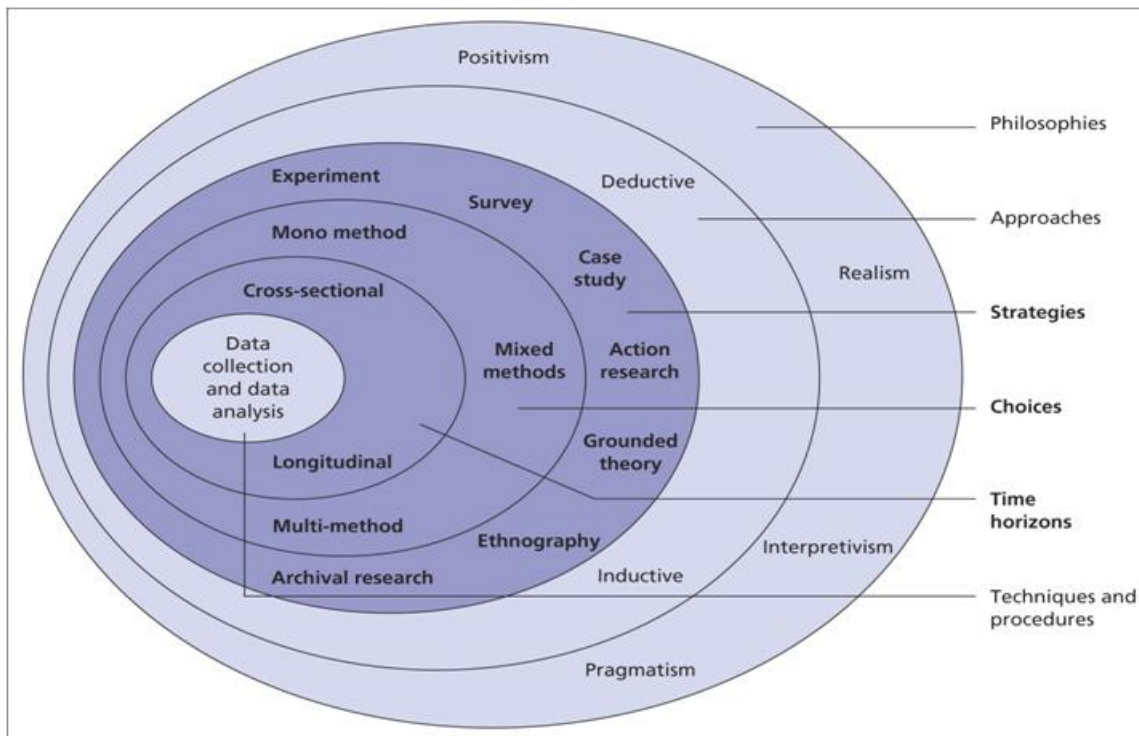 Positivism
Philosophies
Experiment
Deductive
Survey
Approaches
Mono method
Case
study
Realism
Cross-sectional
Strategies
Data
collection
and data
analysis
Mixed
methods
Action
research
Choices
Grounded
theory
Longitudinal
Time
horizons
Multi-method
Ethnography
Interpretivism
Archival research
Inductive
Techniques and
procedures
Pragmatism